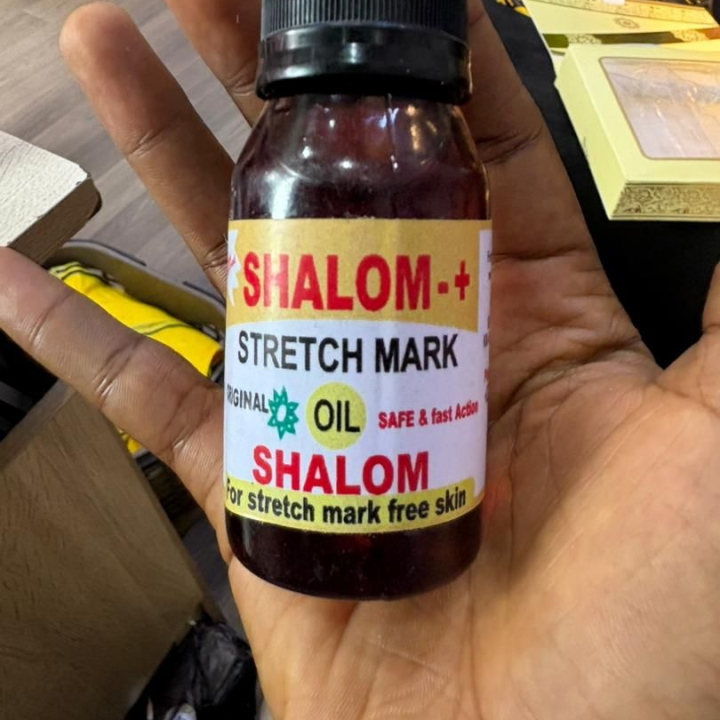 SHALOM-+
STRETCH MARK
ORIGINAL OIL SAFE & fast Action
SHALOM
For stretch mark free skin